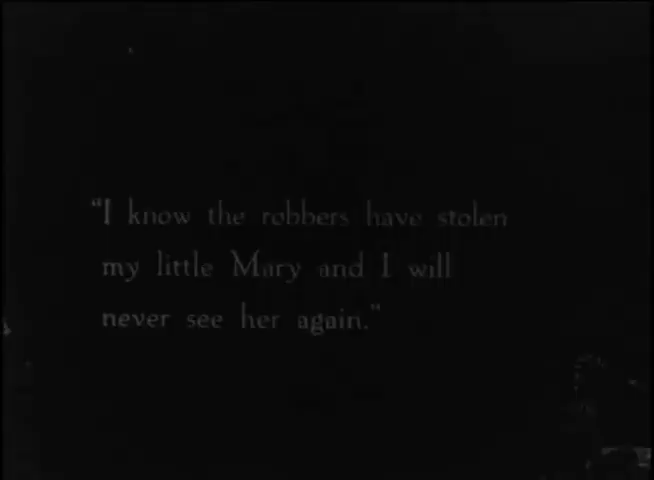 "I know the robbers have stolen
my little Mary and I will
never see her again."